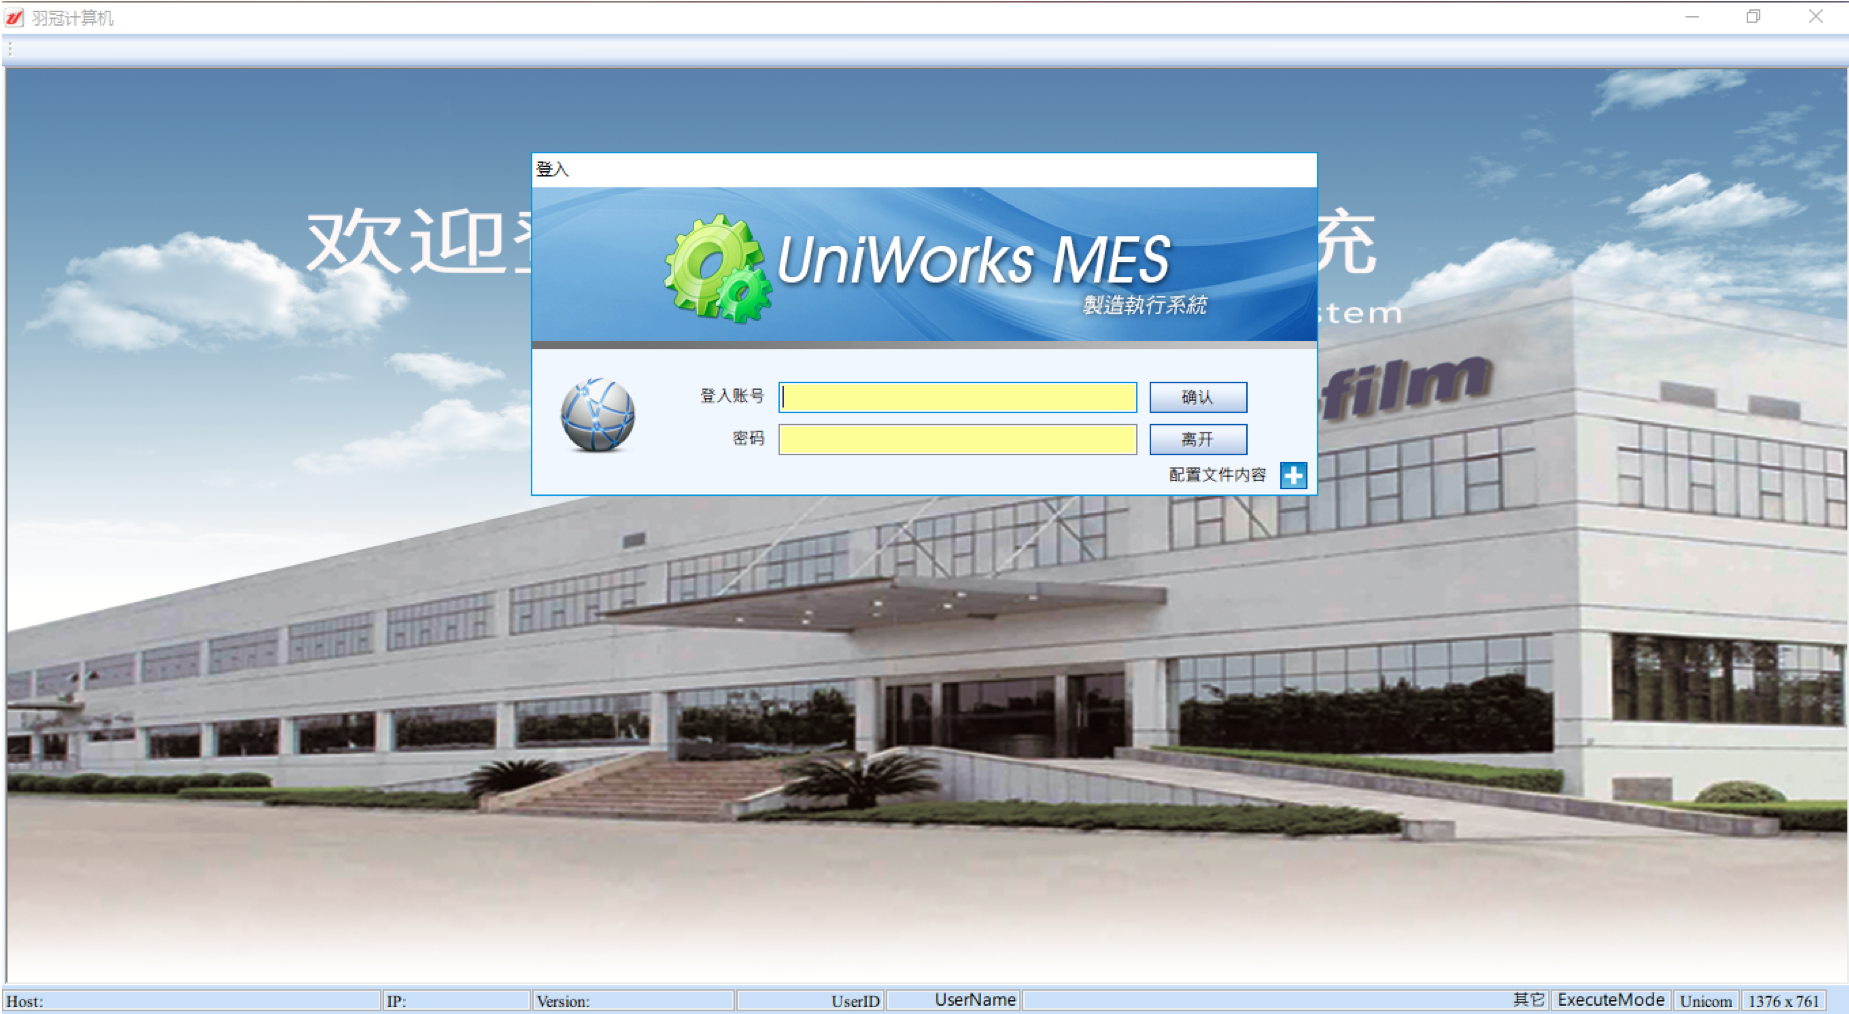 羽冠计算机
登入
欢迎
充
UniWorks MES
製造執行系統
stem
film
登入账号
确认
密码
离开
配置文件内容
Host:
IP:
Version:
UserID
UserName
其它
ExecuteMode
Unicom
1376 x 761